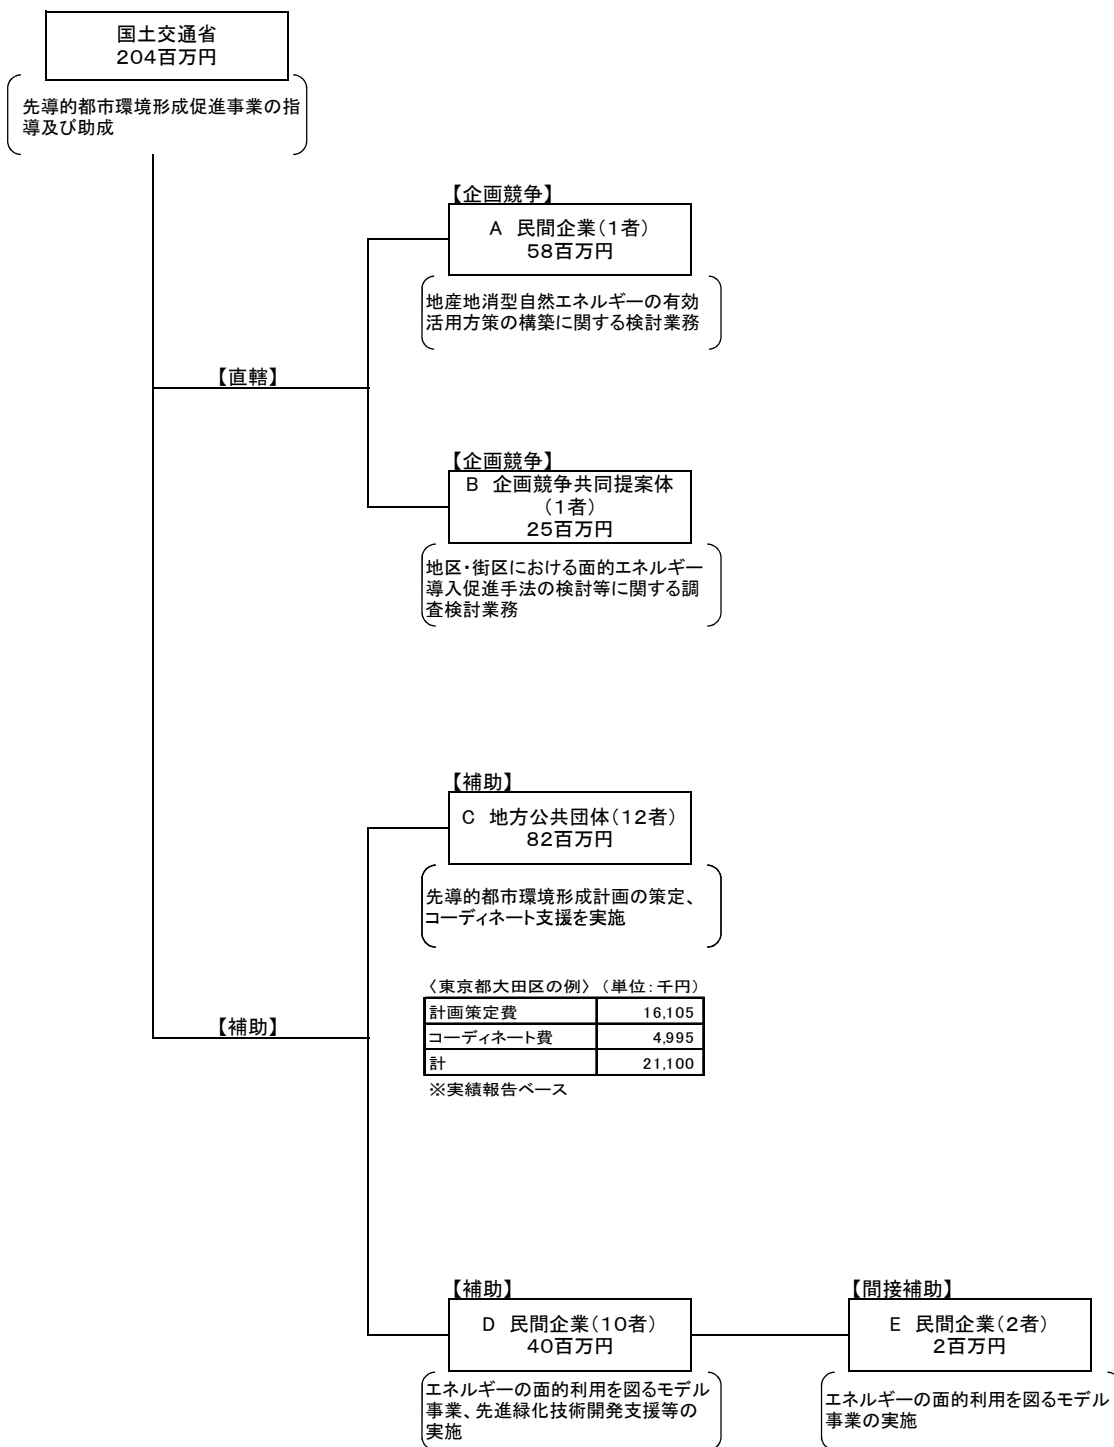 国土交通省
204百万円
先導的都市環境形成促進事業の指
導及び助成
【企画競争】
A 民間企業(1者)
58百万円
地産地消型自然エネルギーの有効
活用方策の構築に関する検討業務
【直轄】
【企画競争】
B 企画競争共同提案体
(1者)
25百万円
地区・街区における面的エネルギー
導入促進手法の検討等に関する調
査検討業務
【補助】
C 地方公共団体(12者)
82百万円
先導的都市環境形成計画の策定、
コーディネート支援を実施
〈東京都大田区の例〉 (単位:千円)
計画策定費 16,105
コーディネート費 4,995
計 21,100
※実績報告ベース
【補助】
【補助】
D 民間企業(10者)
40百万円
エネルギーの面的利用を図るモデル
事業、先進緑化技術開発支援等の
実施
【間接補助】
E 民間企業(2者)
2百万円
エネルギーの面的利用を図るモデル
事業の実施